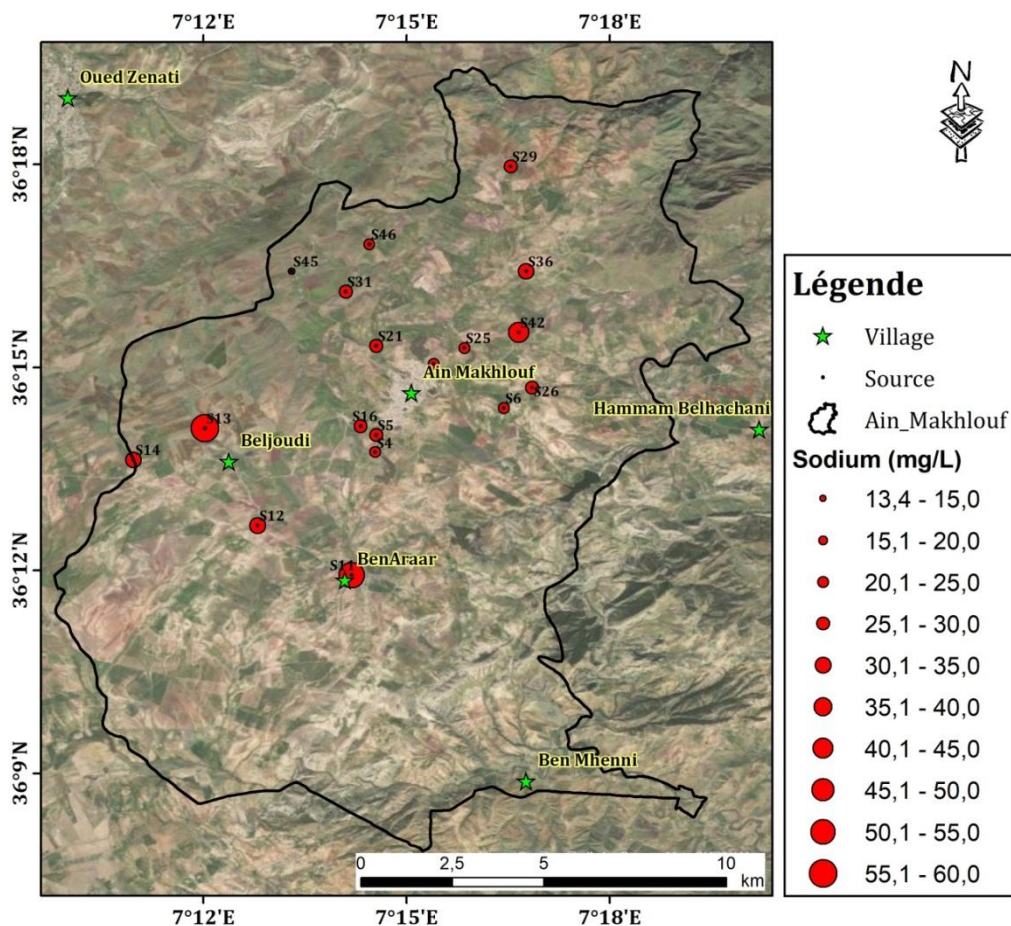 7°12'E 7°15'E 7°18'E
Oued Zenati
N
36°18'N
S29
S46
S45
S36
S31
S42
S21
S25
36°15'N
Ain Makhlouf
S26
S6
Hammam Belhachani
S13
S16
S5
Beljoudi
S4
S14
S12
36°12'N
S11
BenAraar
36°9'N
Ben Mhenni
0 2,5 5 10
km
7°12'E 7°15'E 7°18'E
Légende
Village
Source
Ain_Makhlouf
Sodium (mg/L)
13,4 - 15,0
15,1 - 20,0
20,1 - 25,0
25,1 - 30,0
30,1 - 35,0
35,1 - 40,0
40,1 - 45,0
45,1 - 50,0
50,1 - 55,0
55,1 - 60,0